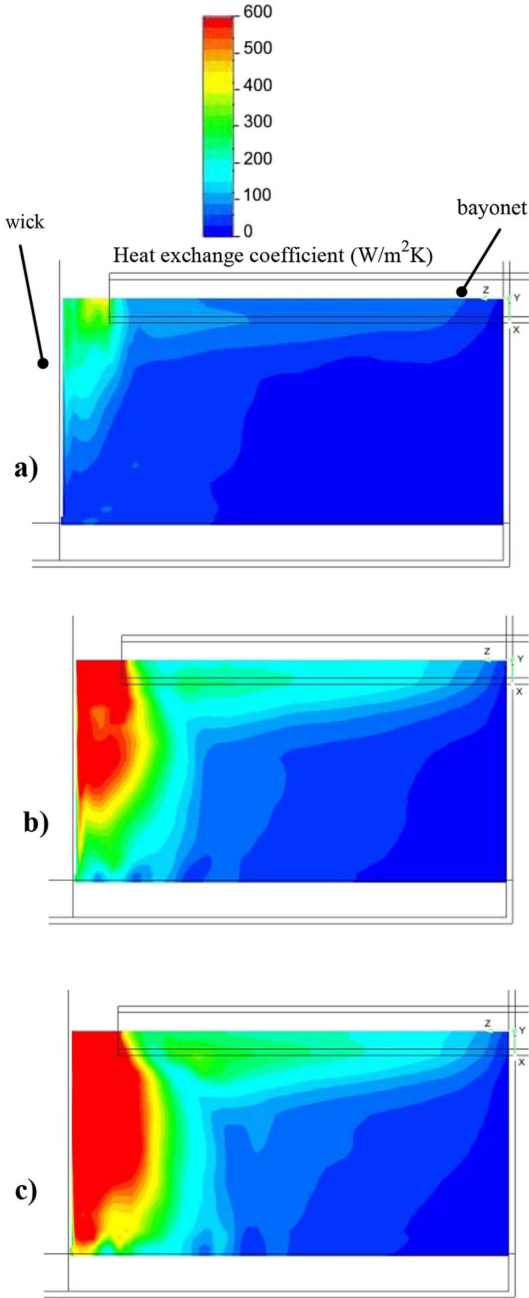 600
500
400
300
200
100
0
wick
bayonet
Heat exchange coefficient (W/m²K)
Z
Y
X
a)
Z
Y
X
b)
Z
Y
X
c)